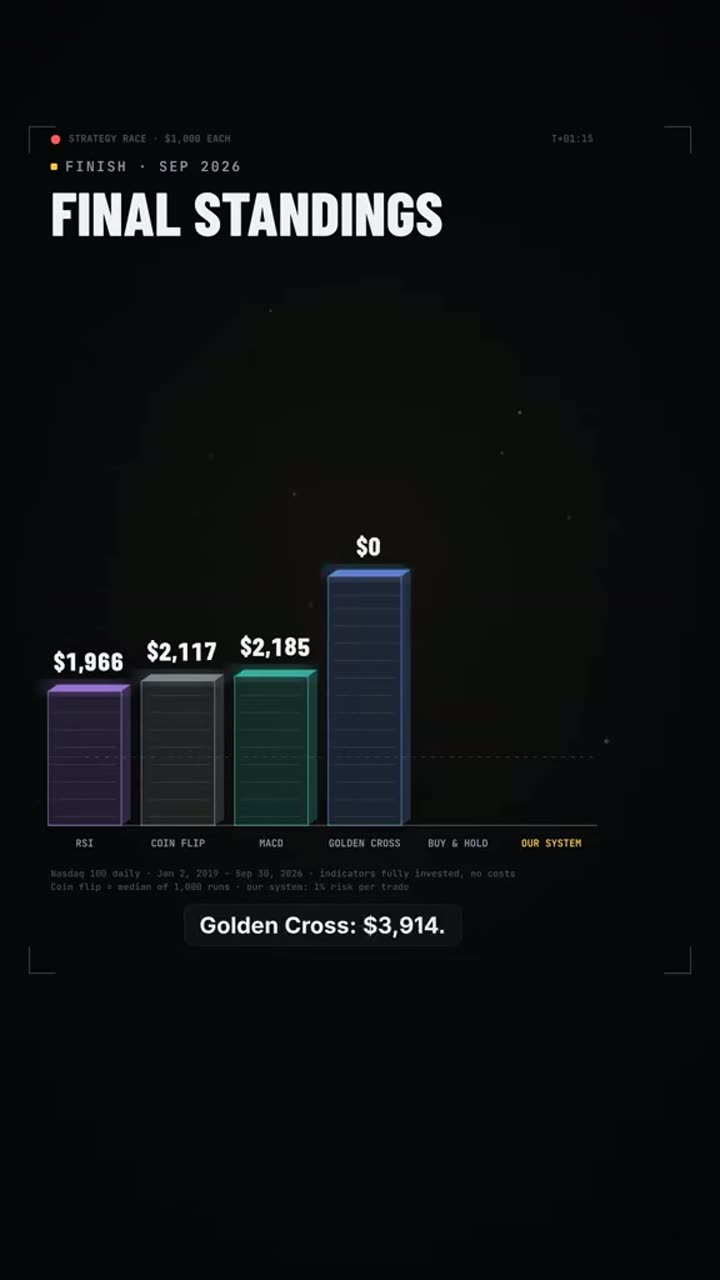 STRATEGY RACE · $1,000 EACH
T+01:15
FINISH · SEP 2026
FINAL STANDINGS
$0
$1,966
$2,117
$2,185
RSI
COIN FLIP
MACD
GOLDEN CROSS
BUY & HOLD
OUR SYSTEM
Nasdaq 100 daily · Jan 2, 2019 – Sep 30, 2026 · indicators fully invested, no costs
Coin flip = median of 1,000 runs · our system: 1% risk per trade
Golden Cross: $3,914.